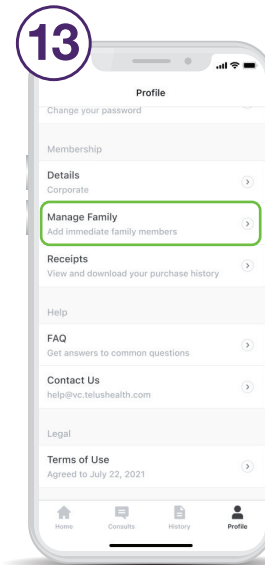 13
Profile
Change your password
Membership
Details
Corporate
Manage Family
Add immediate family members
Receipts
View and download your purchase history
Help
FAQ
Get answers to common questions
Contact Us
help@vc.telushealth.com
Legal
Terms of Use
Agreed to July 22, 2021
Home Consults History Profile